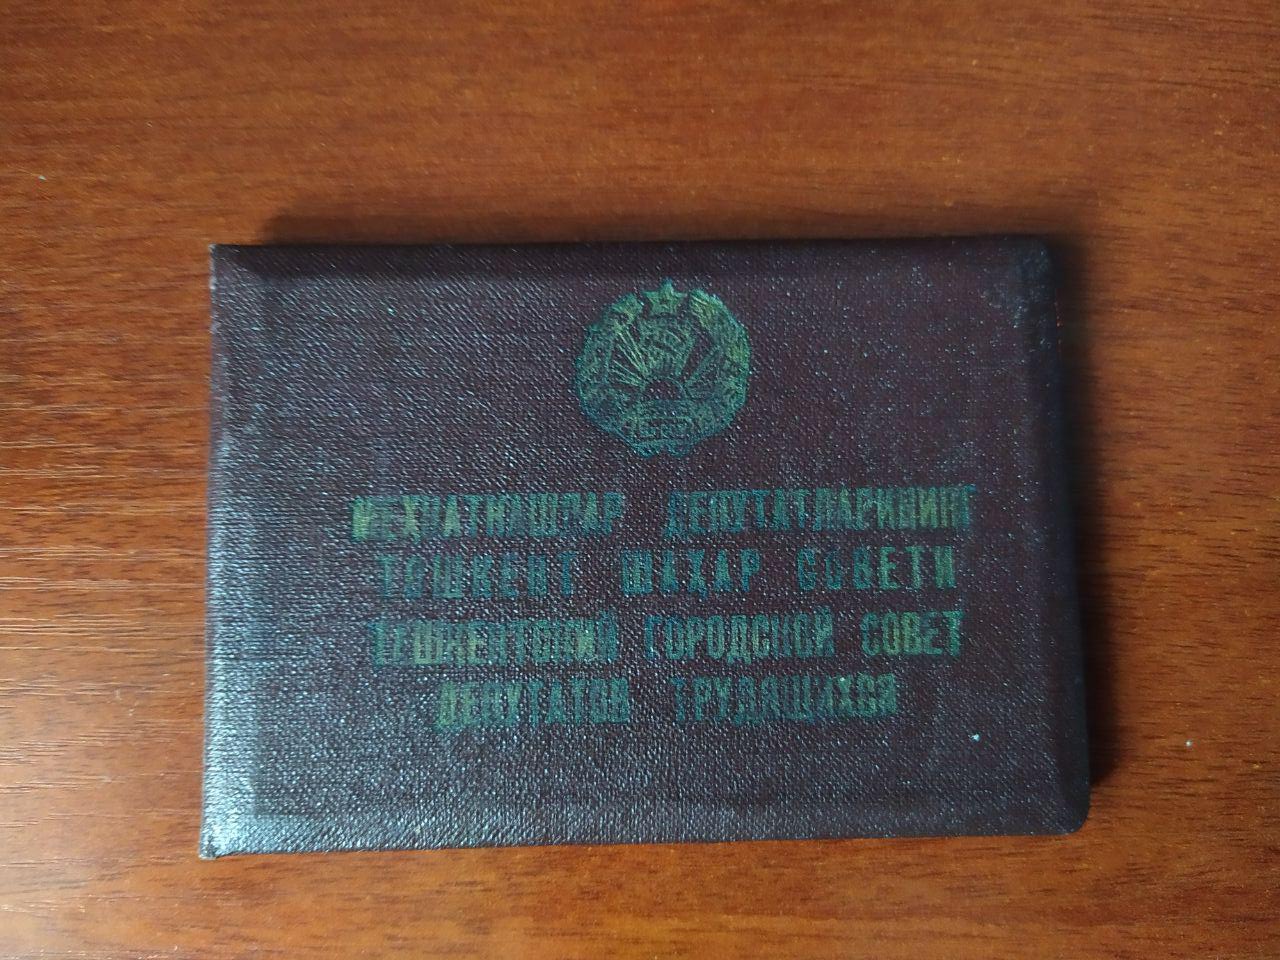 МЕҲНАТКАШЛАР ДЕПУТАТЛАРИНИНГ
ТОШКЕНТ ШАҲАР СОВЕТИ
ТАШКЕНТСКИЙ ГОРОДСКОЙ СОВЕТ
ДЕПУТАТОВ ТРУДЯЩИХСЯ